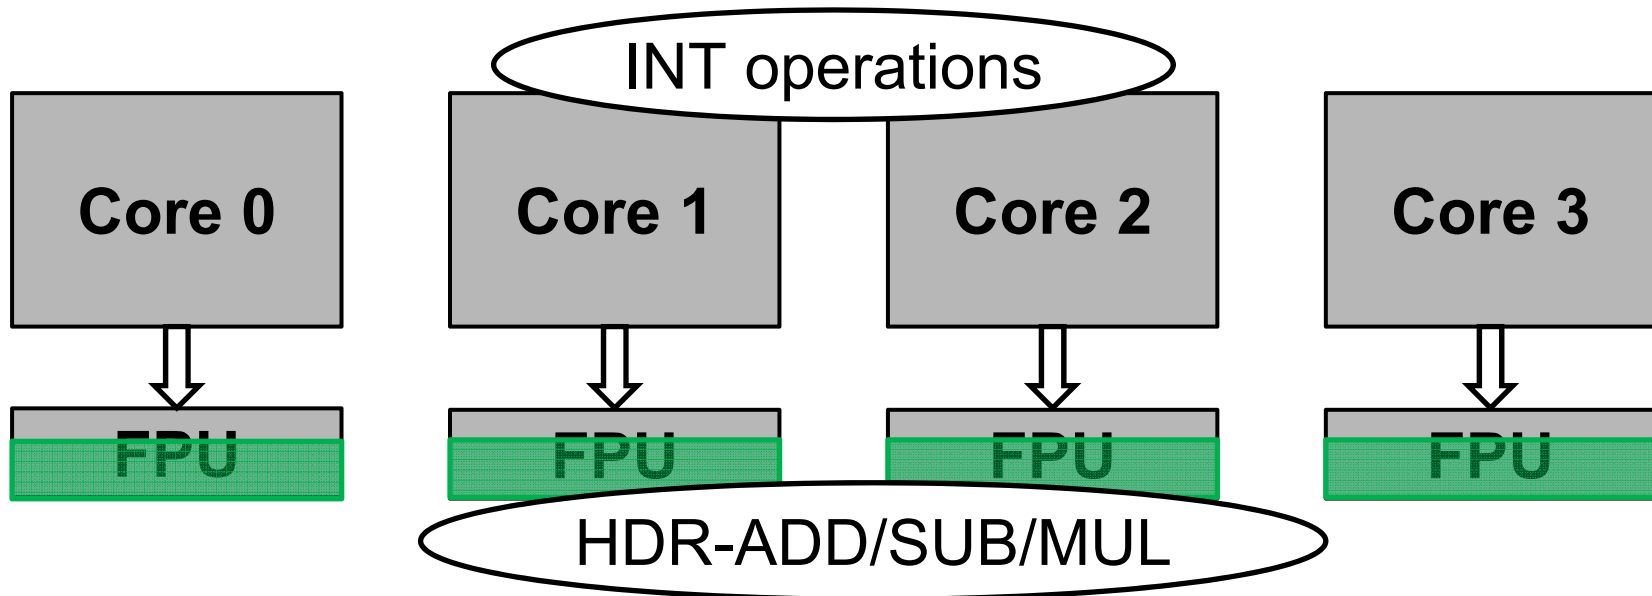 INT operations
Core 0
Core 1
Core 2
Core 3
FPU
FPU
FPU
FPU
HDR-ADD/SUB/MUL